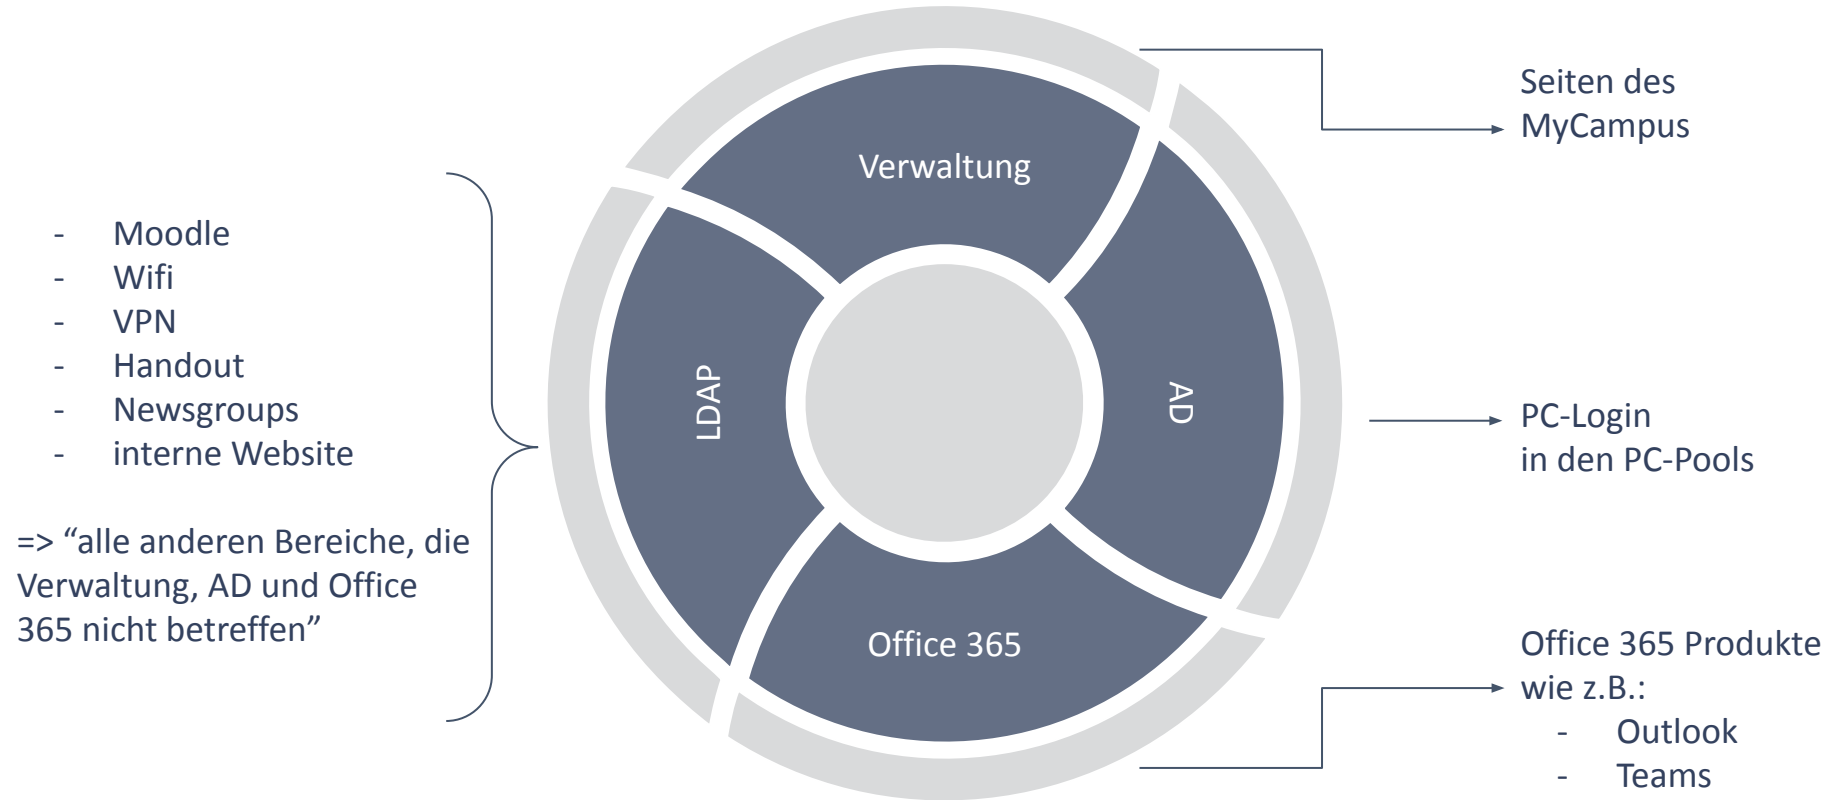 Seiten des
MyCampus
Verwaltung
- Moodle
- Wifi
- VPN
- Handout
- Newsgroups
- interne Website
LDAP
AD
PC-Login
in den PC-Pools
=> “alle anderen Bereiche, die
Verwaltung, AD und Office
365 nicht betreffen”
Office 365
Office 365 Produkte
wie z.B.:
- Outlook
- Teams